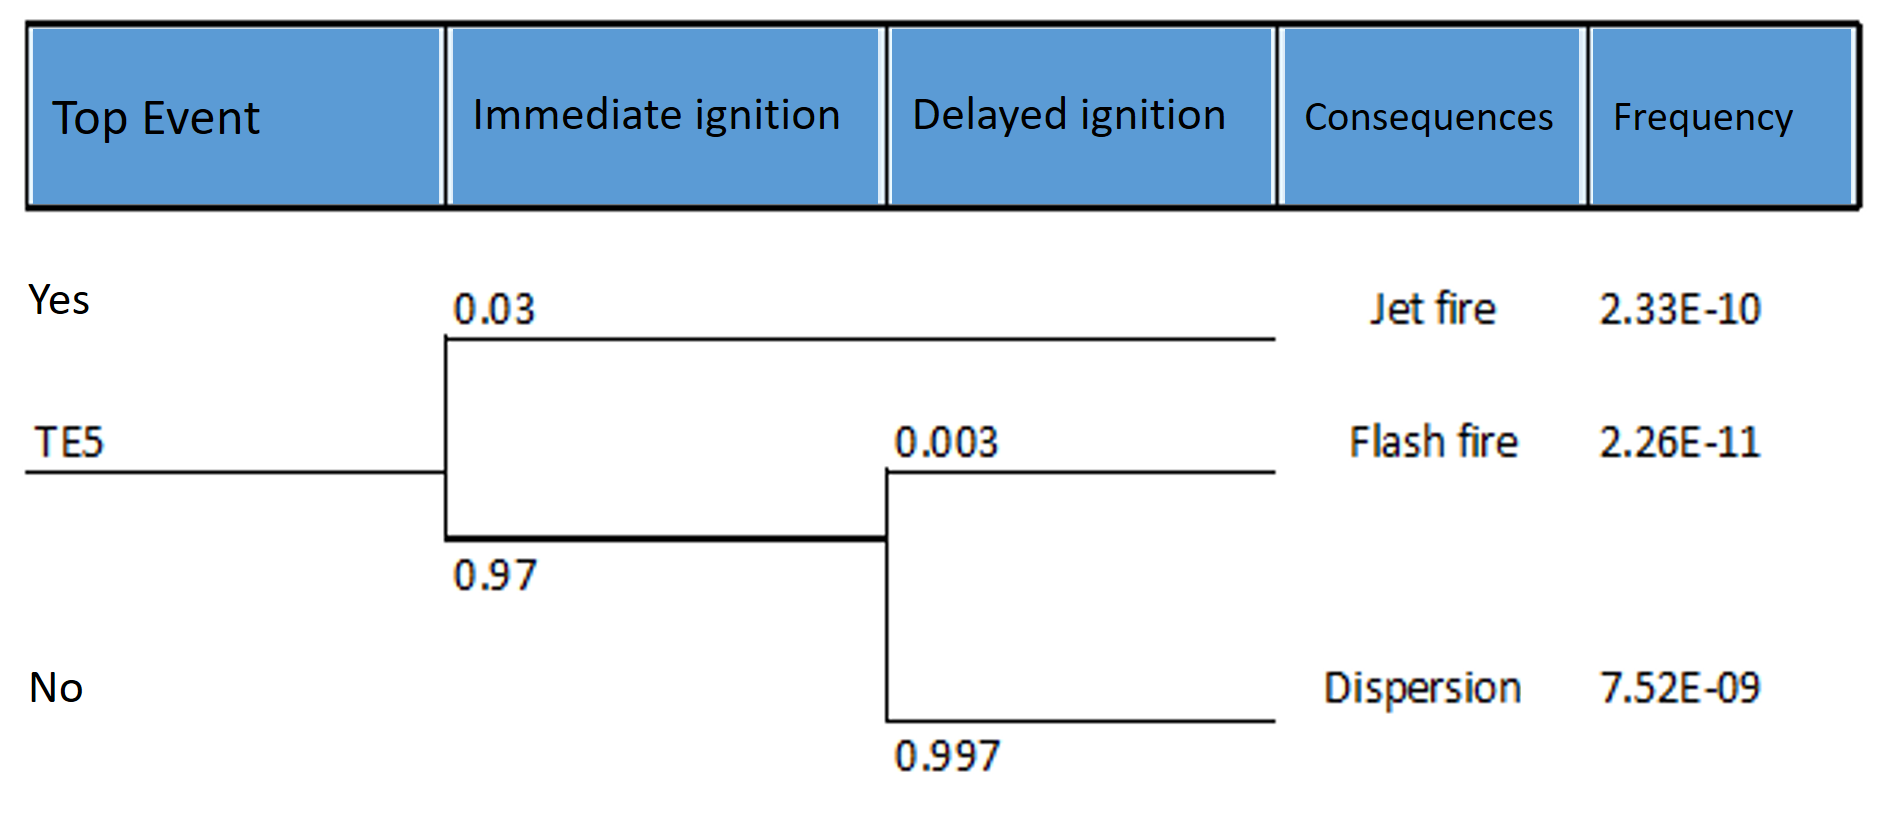 Top Event
Immediate ignition
Delayed ignition
Consequences
Frequency
Yes
0.03
Jet fire
2.33E-10
TE5
0.003
Flash fire
2.26E-11
0.97
No
Dispersion
7.52E-09
0.997